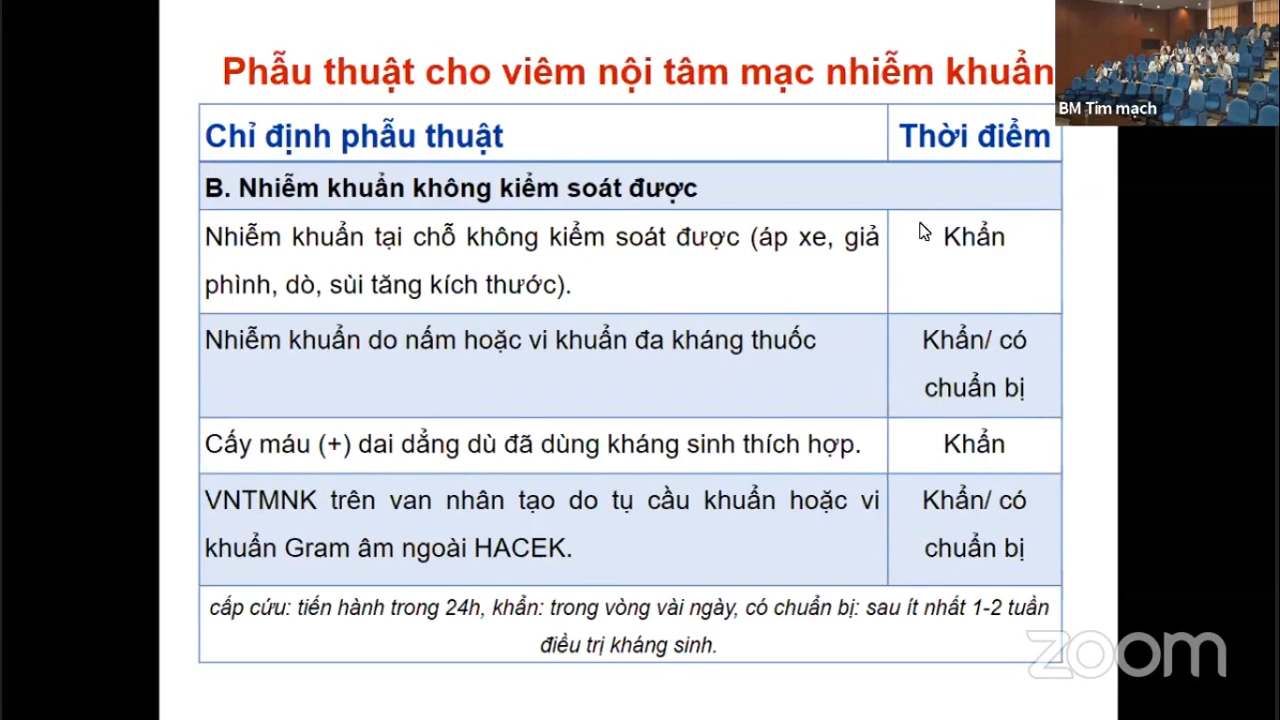 Phẫu thuật cho viêm nội tâm mạc nhiễm khuẩn
BM Tim mạch
Chỉ định phẫu thuật
Thời điểm
B. Nhiễm khuẩn không kiểm soát được
Nhiễm khuẩn tại chỗ không kiểm soát được (áp xe, giả
phình, dò, sùi tăng kích thước).
Khẩn
Nhiễm khuẩn do nấm hoặc vi khuẩn đa kháng thuốc
Khẩn/ có
chuẩn bị
Cấy máu (+) dai dẳng dù đã dùng kháng sinh thích hợp.
Khẩn
VNTMNK trên van nhân tạo do tụ cầu khuẩn hoặc vi
khuẩn Gram âm ngoài HACEK.
Khẩn/ có
chuẩn bị
cấp cứu: tiến hành trong 24h, khẩn: trong vòng vài ngày, có chuẩn bị: sau ít nhất 1-2 tuần
điều trị kháng sinh.
zoom